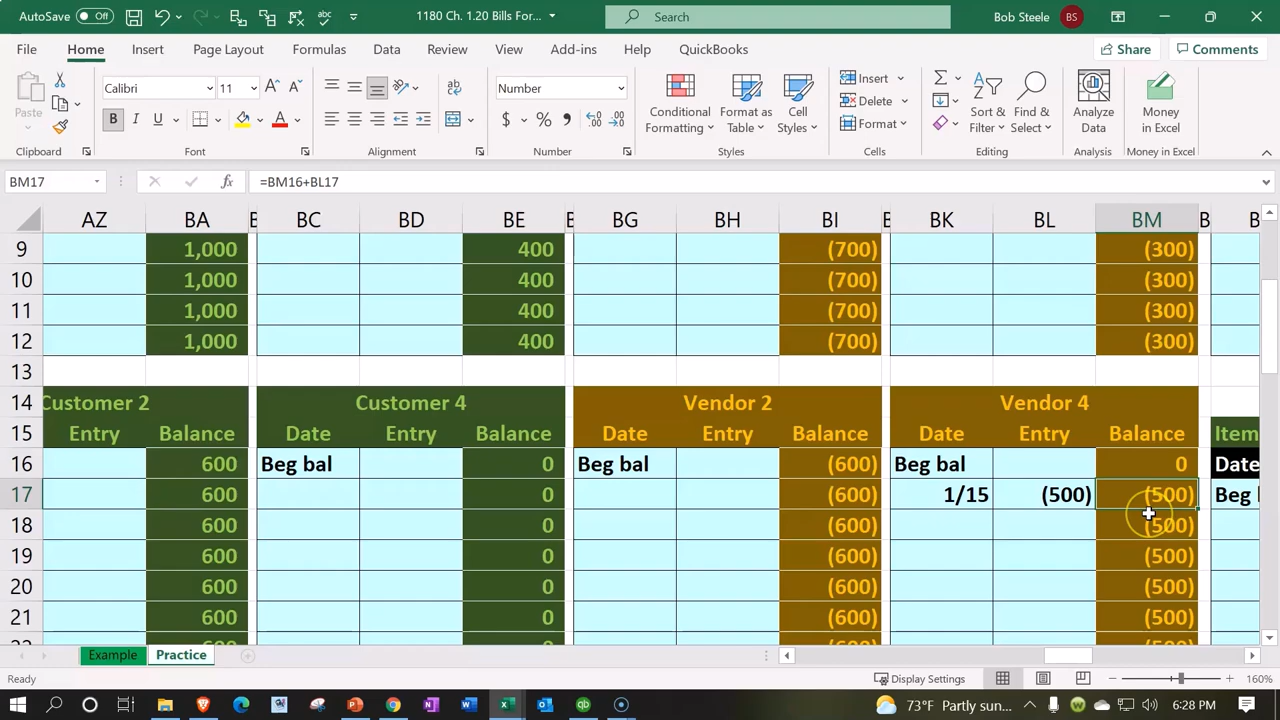 AutoSave Off 1180 Ch. 1.20 Bills For... Search Bob Steele BS
File Home Insert Page Layout Formulas Data Review View Add-ins Help QuickBooks Share Comments
Paste Calibri 11 Number Conditional Formatting Format as Table Cell Styles Insert Delete Format Sort & Filter Find & Select Analyze Data Money in Excel
Clipboard Font Alignment Number Styles Cells Editing Analysis Money in Excel
BM17 =BM16+BL17
AZ BA B BC BD BE B BG BH BI B BK BL BM B B
9 1,000 400 (700) (300)
10 1,000 400 (700) (300)
11 1,000 400 (700) (300)
12 1,000 400 (700) (300)
13
14 Customer 2 Customer 4 Vendor 2 Vendor 4
15 Entry Balance Date Entry Balance Date Entry Balance Date Entry Balance Item
16 600 Beg bal 0 Beg bal (600) Beg bal 0 Date
17 600 0 (600) 1/15 (500) (500) Beg
18 600 0 (600) (500)
19 600 0 (600) (500)
20 600 0 (600) (500)
21 600 0 (600) (500)
Example Practice
Ready Display Settings 160%
73°F Partly sun... 6:28 PM